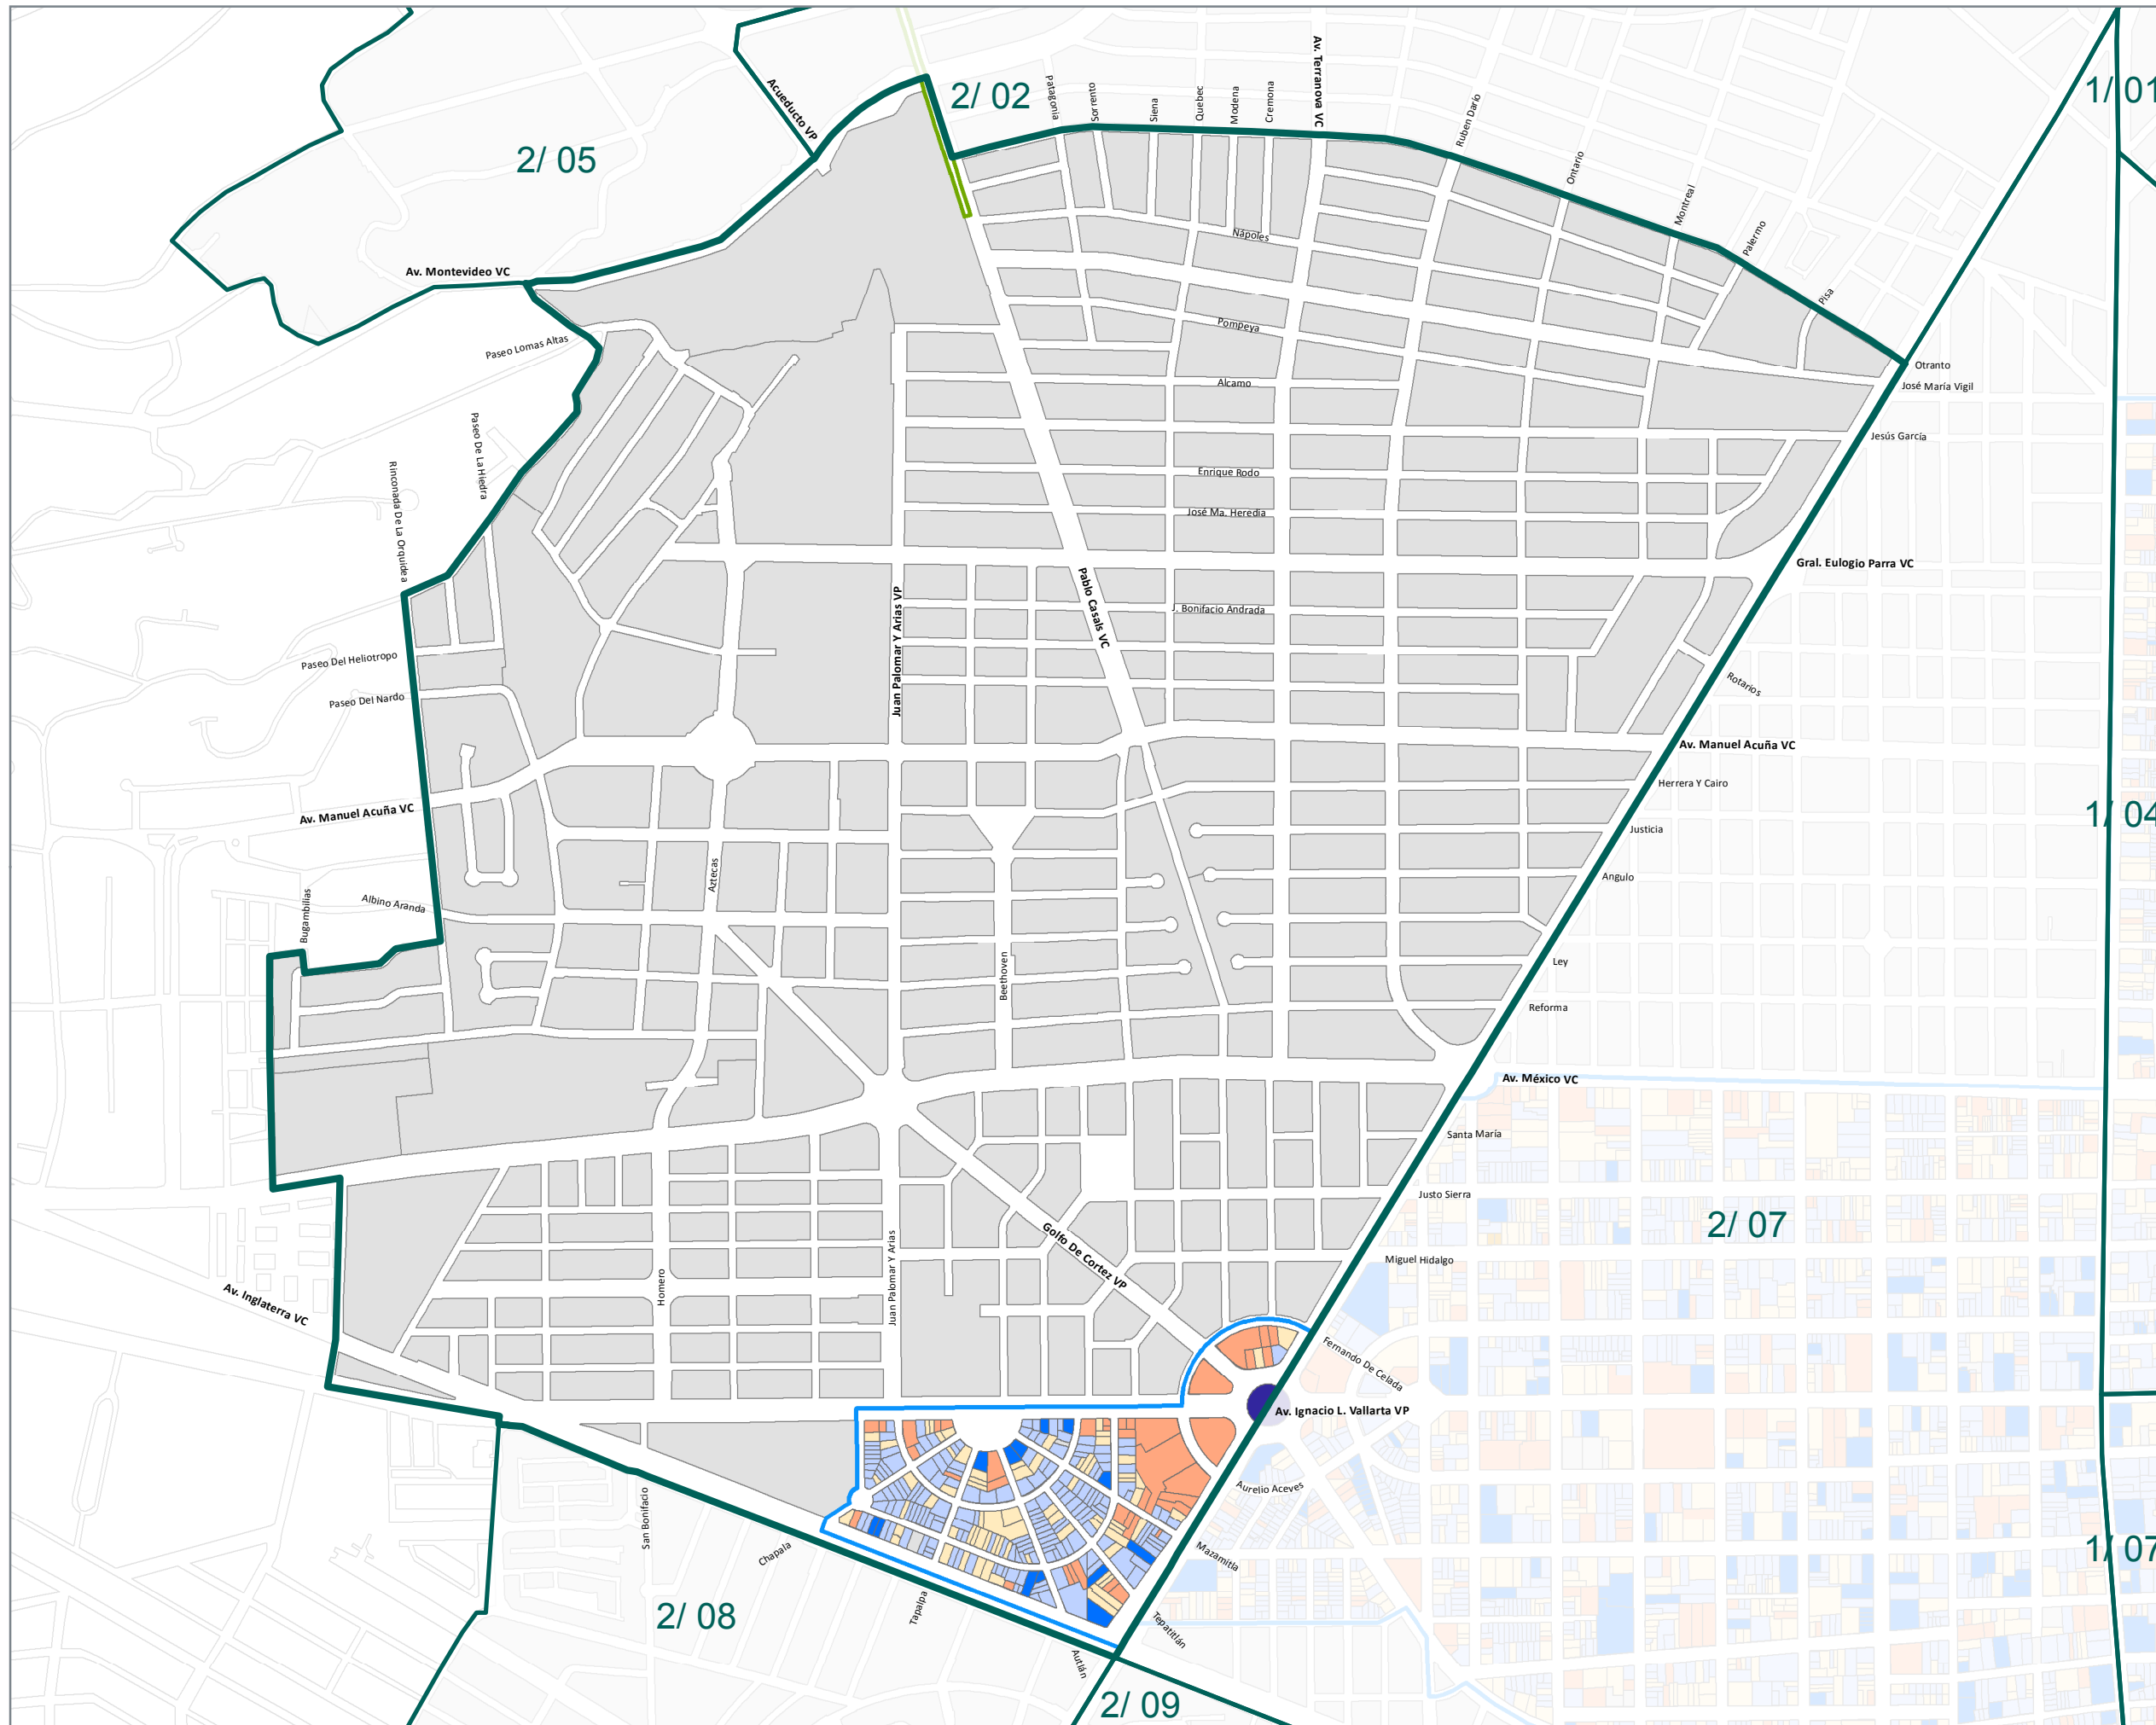 Av. Terranova VC
2/ 02
1/ 01
Acueducto VP
Patagonia
Sorrento
Siena
Quebec
Modena
Cremona
Ruben Darío
2/ 05
Ontario
Montreal
Palermo
Nápoles
Av. Montevideo VC
Pisa
Pompeya
Paseo Lomas Altas
Otranto
Alcamo
José María Vigil
Paseo De La Hiedra
Jesús García
Rinconada De La Orquidea
Enrique Rodo
José Ma. Heredia
Gral. Eulogio Parra VC
Pablo Casals VC
J. Bonifacio Andrada
Juan Palomar Y Arias VP
Paseo Del Heliotropo
Rotarios
Paseo Del Nardo
Av. Manuel Acuña VC
Herrera Y Cairo
Av. Manuel Acuña VC
1/ 04
Justicia
Aztecas
Angulo
Albino Aranda
Bugambilias
Ley
Beethoven
Reforma
Av. México VC
Santa María
Justo Sierra
2/ 07
Golfo De Cortez VP
Miguel Hidalgo
Juan Palomar Y Arias
Homero
Av. Inglaterra VC
Fernando De Celada
Av. Ignacio L. Vallarta VP
Aurelio Aceves
San Bonifacio
Chapala
Mazamitla
1/ 07
Tapalpa
2/ 08
Tepatitlán
Autlán
2/ 09